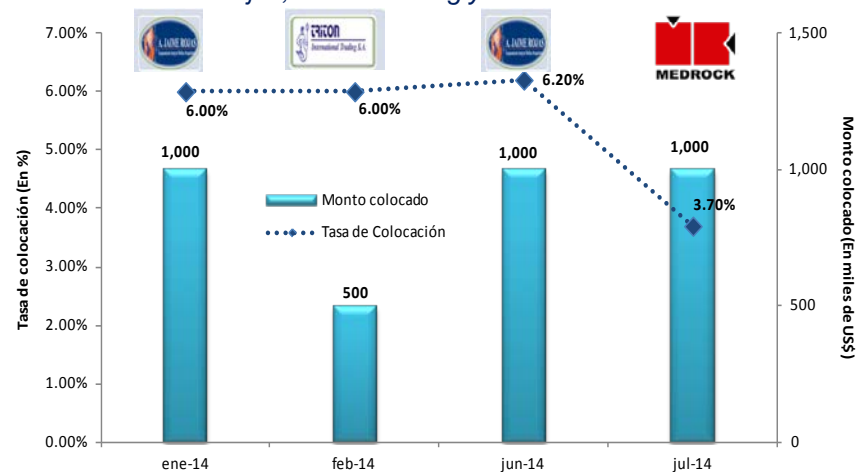 7.00%
6.00%
5.00%
4.00%
3.00%
2.00%
1.00%
0.00%
Tasa de colocación (En %)
A. JAIME ROJAS
TRITON
International Trading S.A.
A. JAIME ROJAS
MEDROCK
6.00%
6.00%
6.20%
3.70%
1,000
500
1,000
1,000
Monto colocado
Tasa de Colocación
1,500
1,000
500
0
Monto colocado (En miles de US$)
ene-14
feb-14
jun-14
jul-14